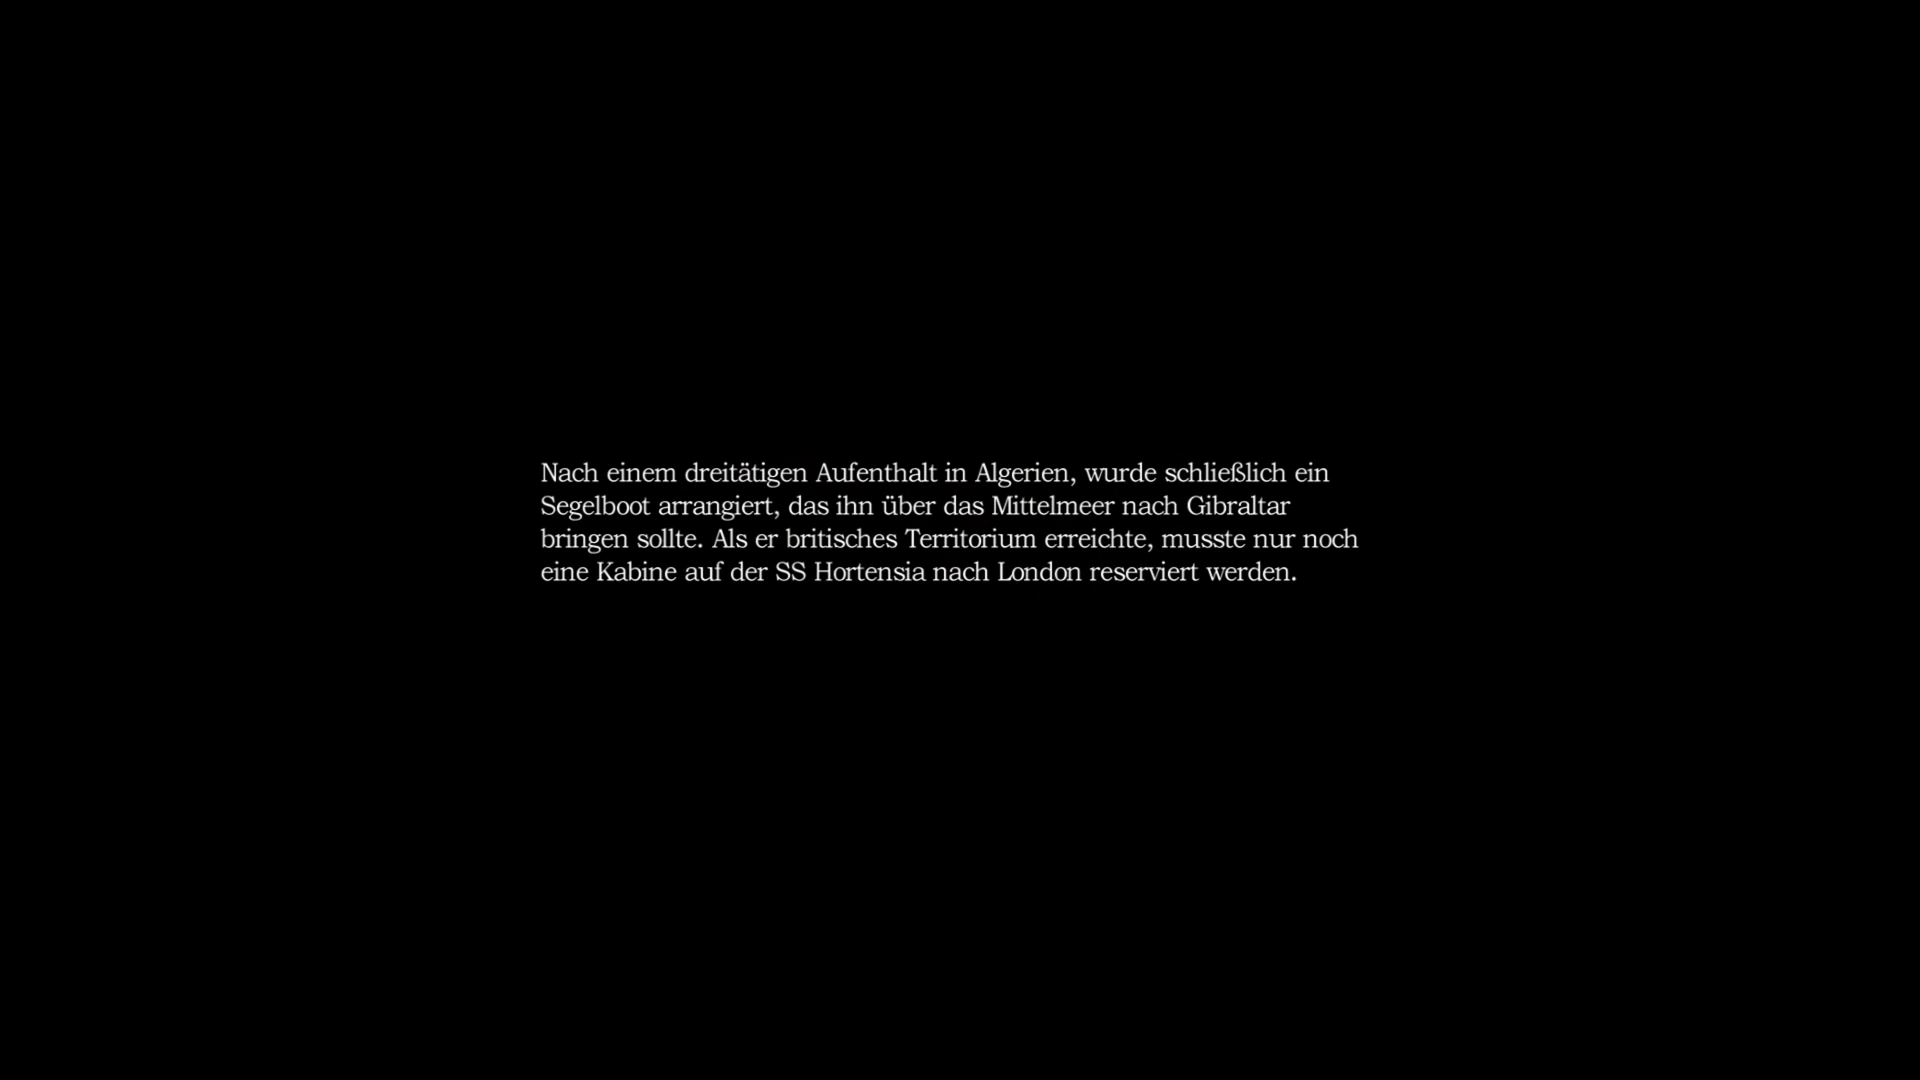 Nach einem dreitätigen Aufenthalt in Algerien, wurde schließlich ein
Segelboot arrangiert, das ihn über das Mittelmeer nach Gibraltar
bringen sollte. Als er britisches Territorium erreichte, musste nur noch
eine Kabine auf der SS Hortensia nach London reserviert werden.